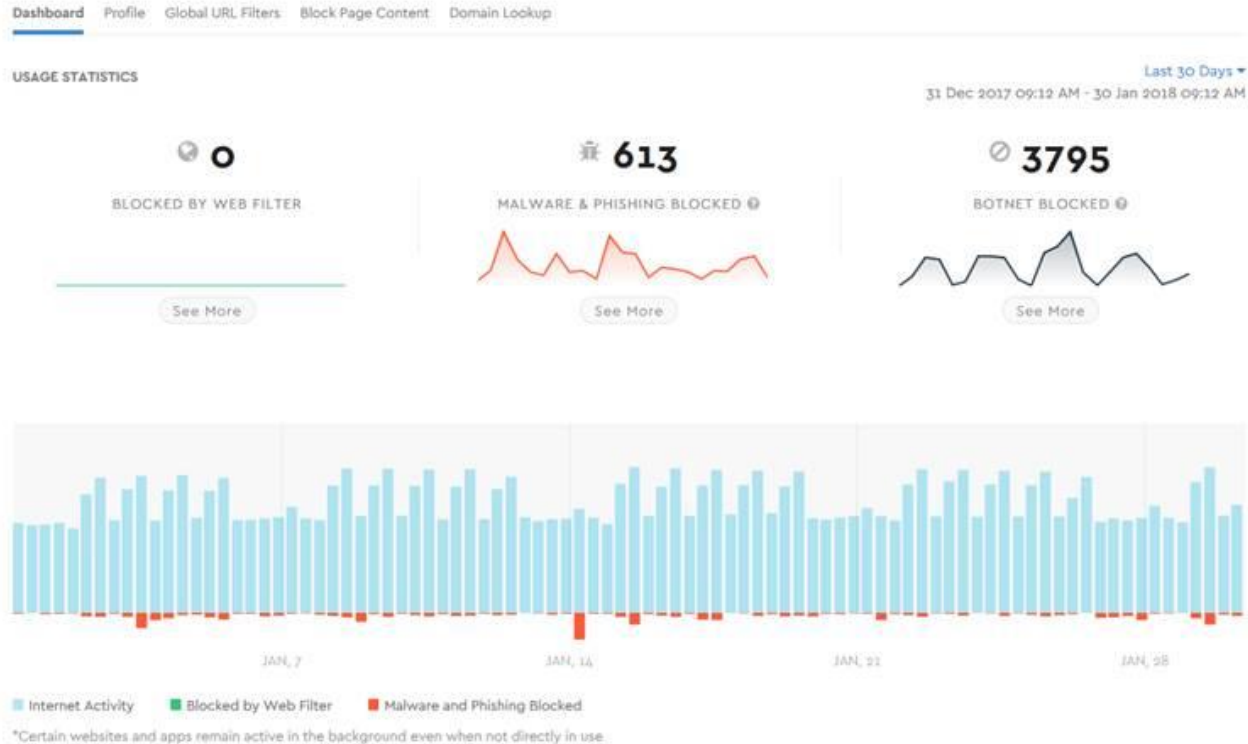 Dashboard Profile Global URL Filters Block Page Content Domain Lookup
USAGE STATISTICS
Last 30 Days
31 Dec 2017 09:12 AM - 30 Jan 2018 09:12 AM
0 613 3795
BLOCKED BY WEB FILTER MALWARE & PHISHING BLOCKED BOTNET BLOCKED
See More See More See More
JAN, 7 JAN, 14 JAN, 21 JAN, 28
Internet Activity Blocked by Web Filter Malware and Phishing Blocked
*Certain websites and apps remain active in the background even when not directly in use